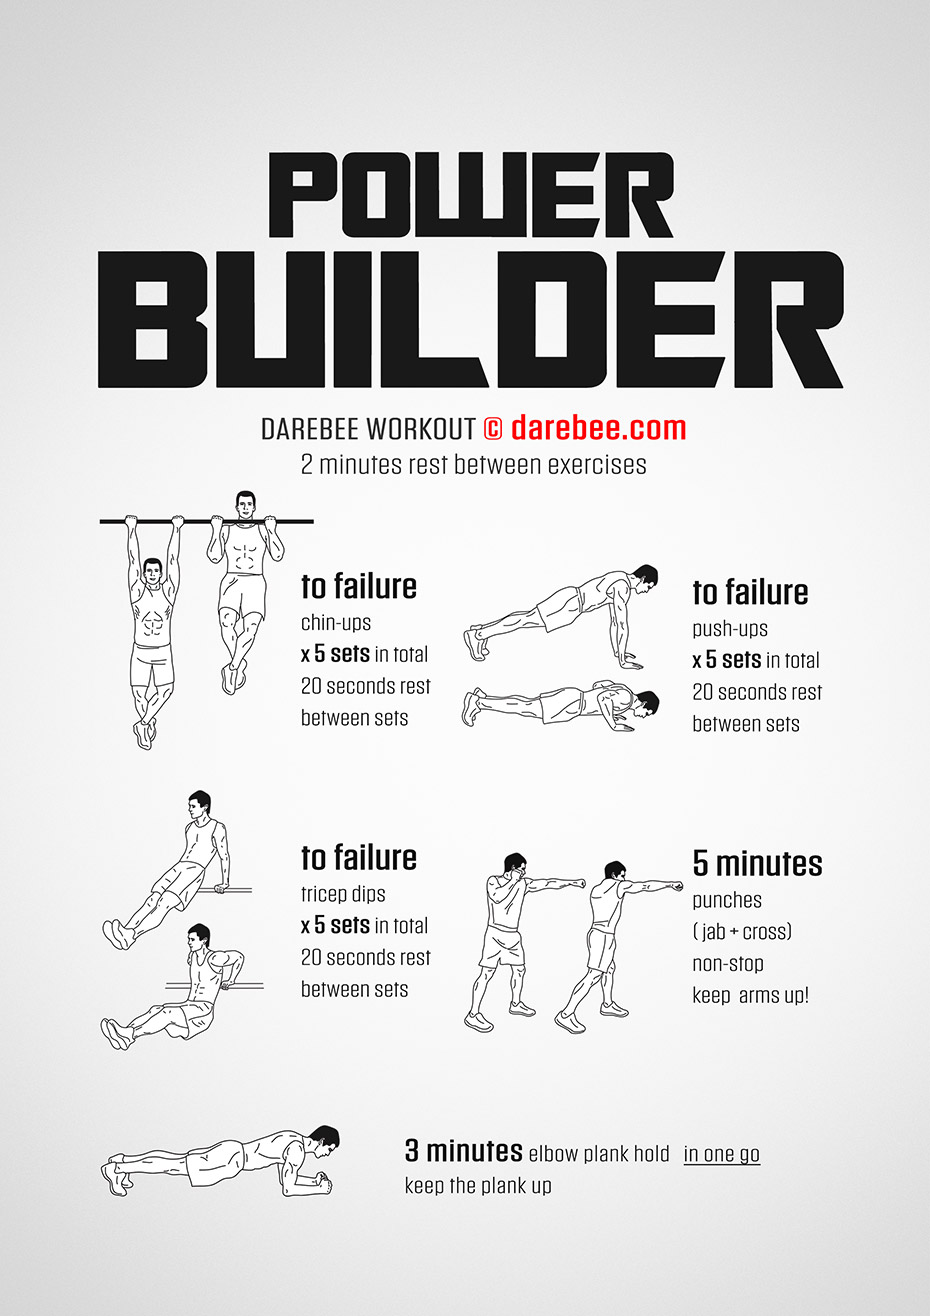 POWER
BUILDER
DAREBEE WORKOUT © darebee.com
2 minutes rest between exercises
to failure
chin-ups
x 5 sets in total
20 seconds rest
between sets
to failure
push-ups
x 5 sets in total
20 seconds rest
between sets
to failure
tricep dips
x 5 sets in total
20 seconds rest
between sets
5 minutes
punches
( jab + cross)
non-stop
keep arms up!
3 minutes elbow plank hold in one go
keep the plank up